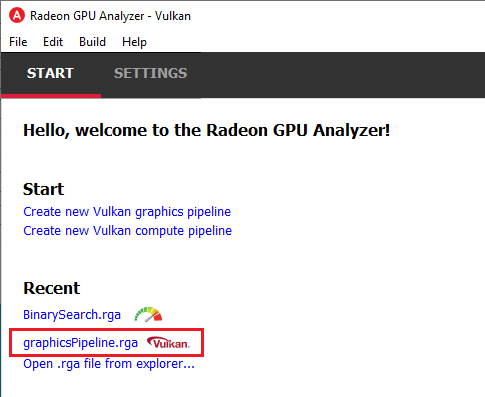 Radeon GPU Analyzer - Vulkan
File Edit Build Help
START SETTINGS
Hello, welcome to the Radeon GPU Analyzer!
Start
Create new Vulkan graphics pipeline
Create new Vulkan compute pipeline
Recent
BinarySearch.rga
graphicsPipeline.rga Vulkan.
Open .rga file from explorer...